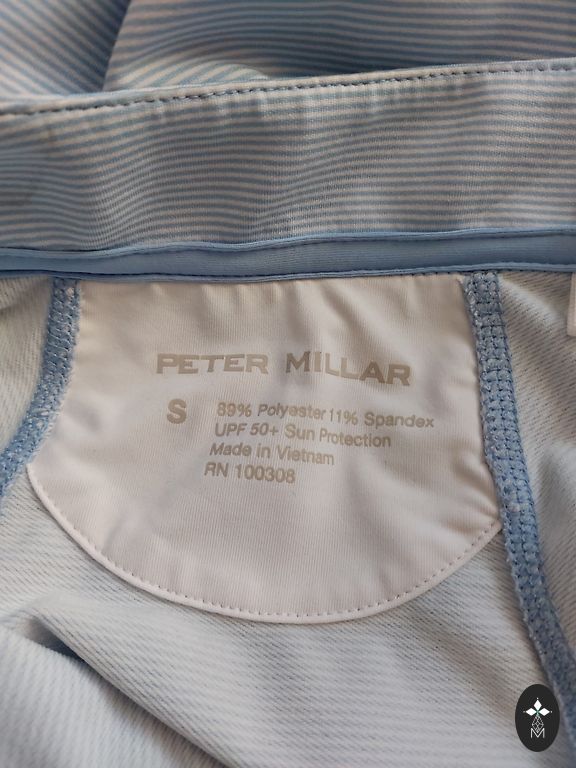 PETER MILLAR
S
89% Polyester 11% Spandex
UPF 50+ Sun Protection
Made in Vietnam
RN 100308
M